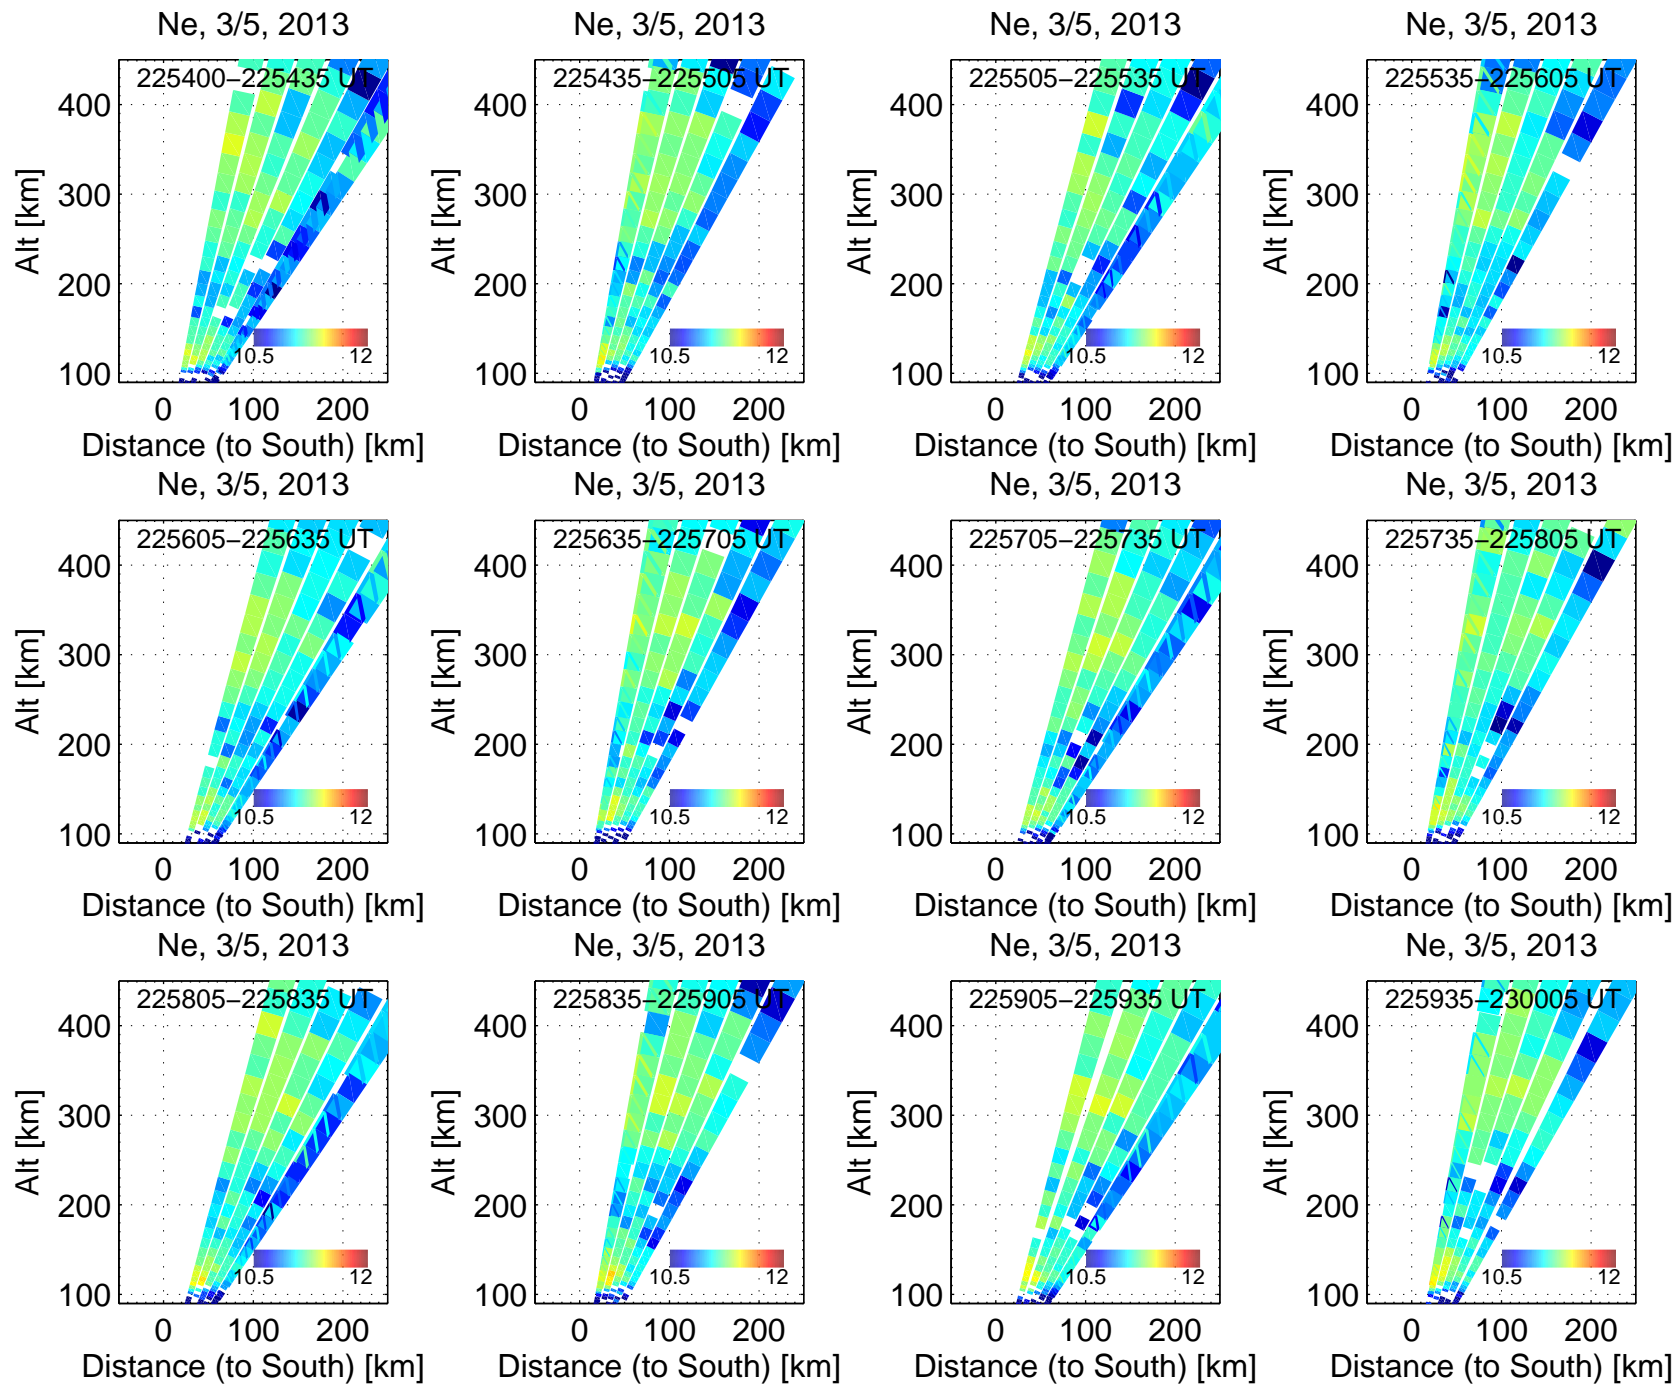 Ne, 3/5, 2013
Ne, 3/5, 2013
Ne, 3/5, 2013
Ne, 3/5, 2013
225400−225435 UT
225435−225505 UT
225505−225535 UT
225535−225605 UT
Alt [km]
400
300
200
100
10.5
12
0
100
200
Distance (to South) [km]
Alt [km]
400
300
200
100
10.5
12
0
100
200
Distance (to South) [km]
Alt [km]
400
300
200
100
10.5
12
0
100
200
Distance (to South) [km]
Alt [km]
400
300
200
100
10.5
12
0
100
200
Distance (to South) [km]
Ne, 3/5, 2013
Ne, 3/5, 2013
Ne, 3/5, 2013
Ne, 3/5, 2013
225605−225635 UT
225635−225705 UT
225705−225735 UT
225735−225805 UT
Alt [km]
400
300
200
100
10.5
12
0
100
200
Distance (to South) [km]
Alt [km]
400
300
200
100
10.5
12
0
100
200
Distance (to South) [km]
Alt [km]
400
300
200
100
10.5
12
0
100
200
Distance (to South) [km]
Alt [km]
400
300
200
100
10.5
12
0
100
200
Distance (to South) [km]
Ne, 3/5, 2013
Ne, 3/5, 2013
Ne, 3/5, 2013
Ne, 3/5, 2013
225805−225835 UT
225835−225905 UT
225905−225935 UT
225935−230005 UT
Alt [km]
400
300
200
100
10.5
12
0
100
200
Distance (to South) [km]
Alt [km]
400
300
200
100
10.5
12
0
100
200
Distance (to South) [km]
Alt [km]
400
300
200
100
10.5
12
0
100
200
Distance (to South) [km]
Alt [km]
400
300
200
100
10.5
12
0
100
200
Distance (to South) [km]